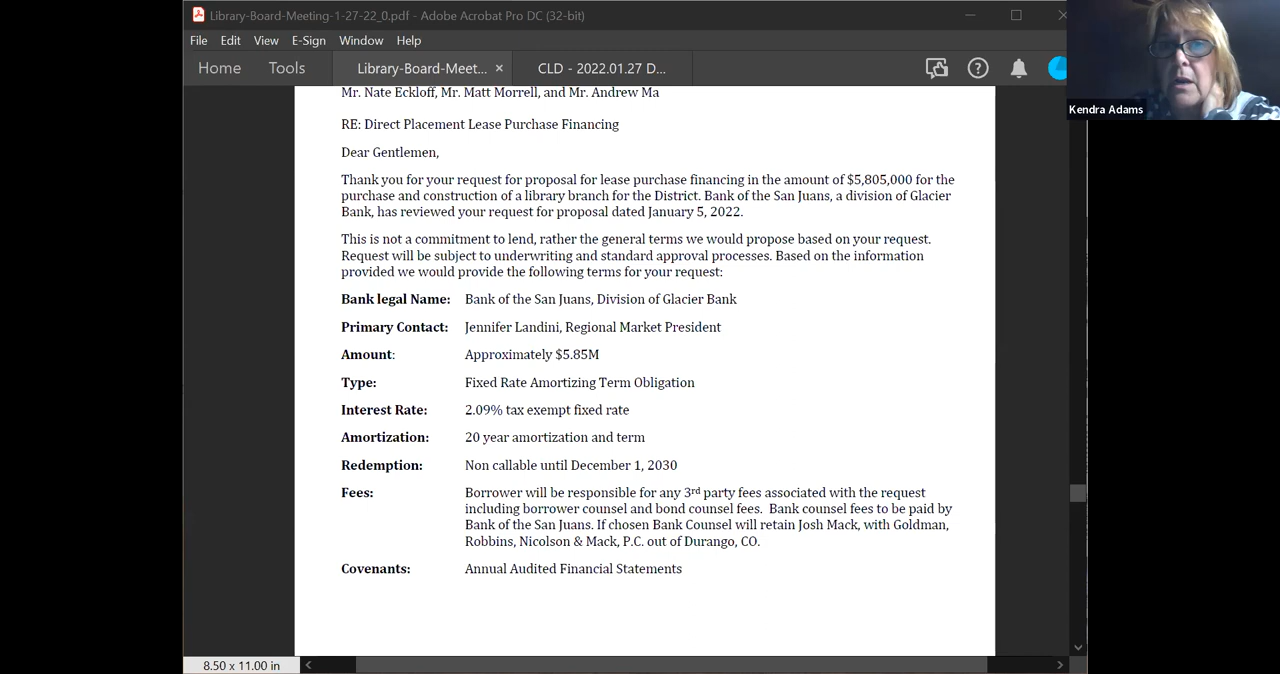 Library-Board-Meeting-1-27-22_0.pdf - Adobe Acrobat Pro DC (32-bit)
File Edit View E-Sign Window Help
Home Tools Library-Board-Meet... × CLD - 2022.01.27 D...
Kendra Adams
Mr. Nate Eckloff, Mr. Matt Morrell, and Mr. Andrew Ma
RE: Direct Placement Lease Purchase Financing
Dear Gentlemen,
Thank you for your request for proposal for lease purchase financing in the amount of $5,805,000 for the
purchase and construction of a library branch for the District. Bank of the San Juans, a division of Glacier
Bank, has reviewed your request for proposal dated January 5, 2022.
This is not a commitment to lend, rather the general terms we would propose based on your request.
Request will be subject to underwriting and standard approval processes. Based on the information
provided we would provide the following terms for your request:
Bank legal Name: Bank of the San Juans, Division of Glacier Bank
Primary Contact: Jennifer Landini, Regional Market President
Amount: Approximately $5.85M
Type: Fixed Rate Amortizing Term Obligation
Interest Rate: 2.09% tax exempt fixed rate
Amortization: 20 year amortization and term
Redemption: Non callable until December 1, 2030
Fees: Borrower will be responsible for any 3rd party fees associated with the request
including borrower counsel and bond counsel fees. Bank counsel fees to be paid by
Bank of the San Juans. If chosen Bank Counsel will retain Josh Mack, with Goldman,
Robbins, Nicolson & Mack, P.C. out of Durango, CO.
Covenants: Annual Audited Financial Statements
8.50 x 11.00 in